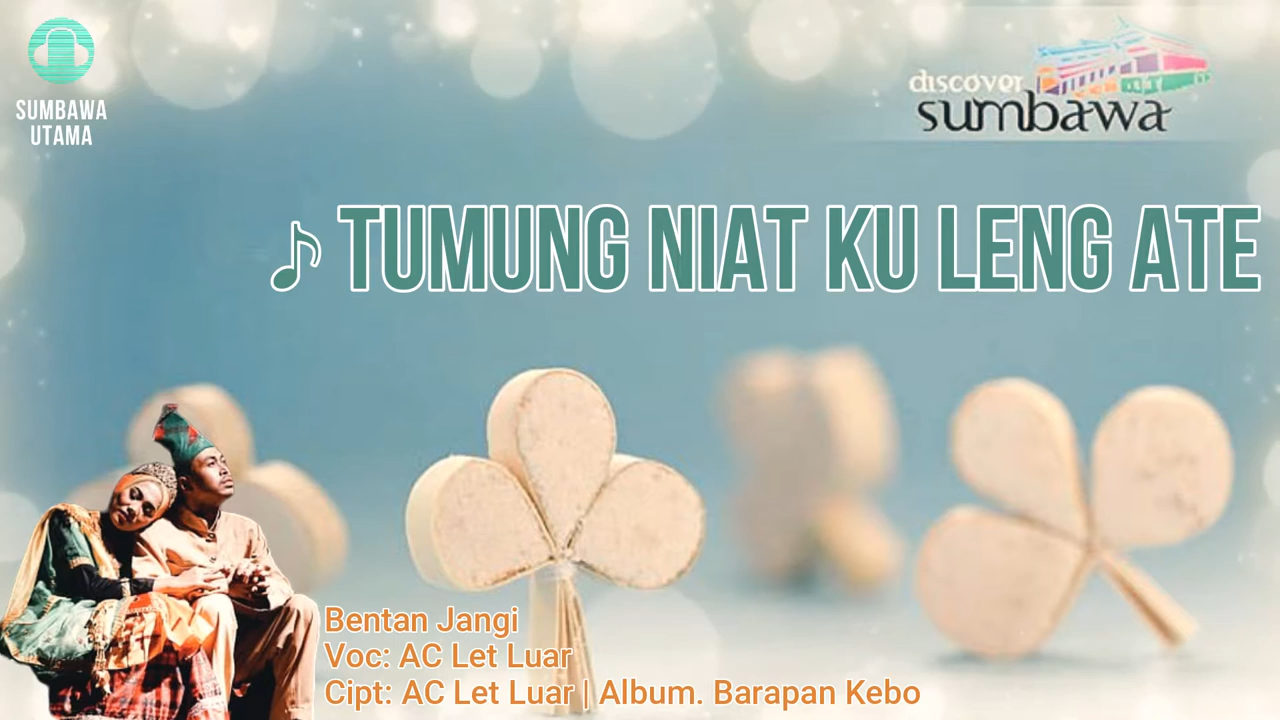 SUMBAWA
UTAMA
discover
sumbawa
♪ TUMUNG NIAT KU LENG ATE
Bentan Jangi
Voc: AC Let Luar
Cipt: AC Let Luar | Album. Barapan Kebo